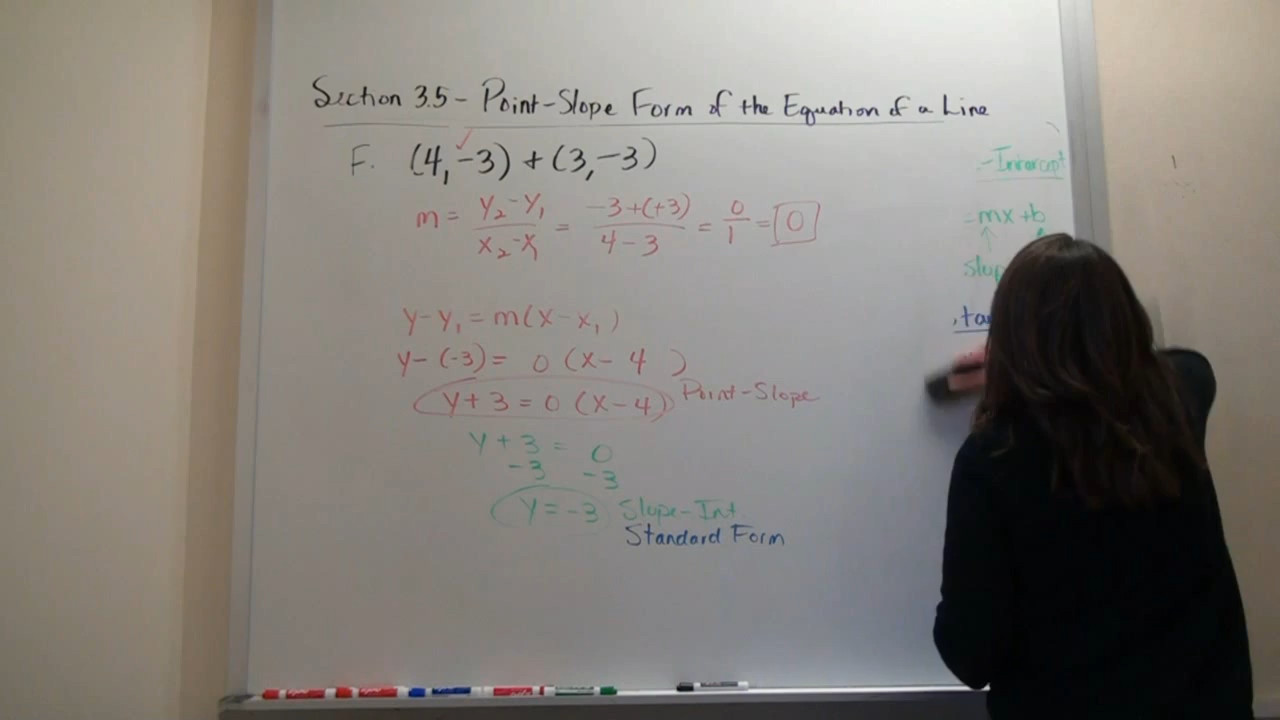 Section 3.5 - Point-Slope Form of the Equation of a Line
F. (4, -3) + (3, -3)
m = y₂-y₁ / x₂-x₁ = -3+(+3) / 4-3 = 0/1 = 0
y-y₁ = m(x-x₁)
y-(-3) = 0(x-4 )
y+3 = 0(x-4) Point-Slope
y+3 = 0
-3 -3
y = -3 Slope-Int.
Standard Form
-Intercept
=mx+b